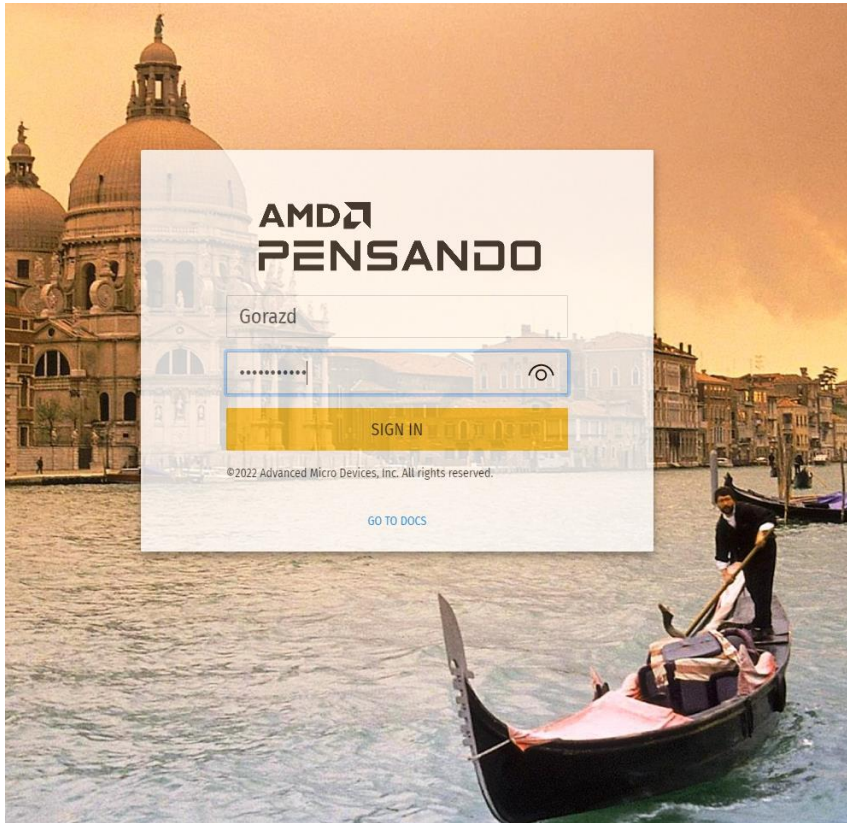 AMD
PENSANDO
Gorazd
•••••••••••
SIGN IN
©2022 Advanced Micro Devices, Inc. All rights reserved.
GO TO DOCS